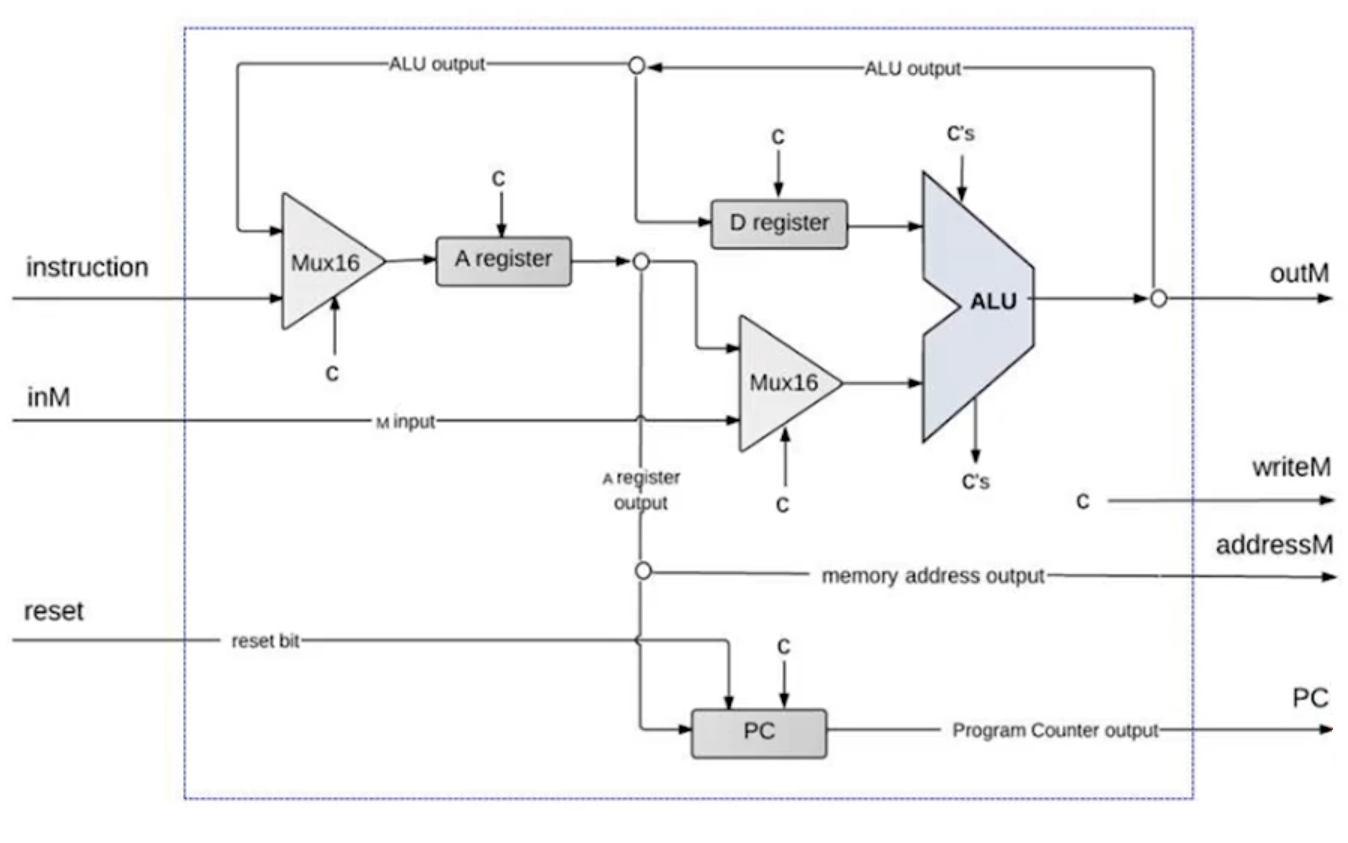 ALU output
ALU output
C
C's
C
D register
instruction
Mux16
A register
ALU
outM
C
inM
M input
Mux16
A register
output
C
C's
writeM
C
addressM
memory address output
reset
reset bit
C
PC
PC
Program Counter output